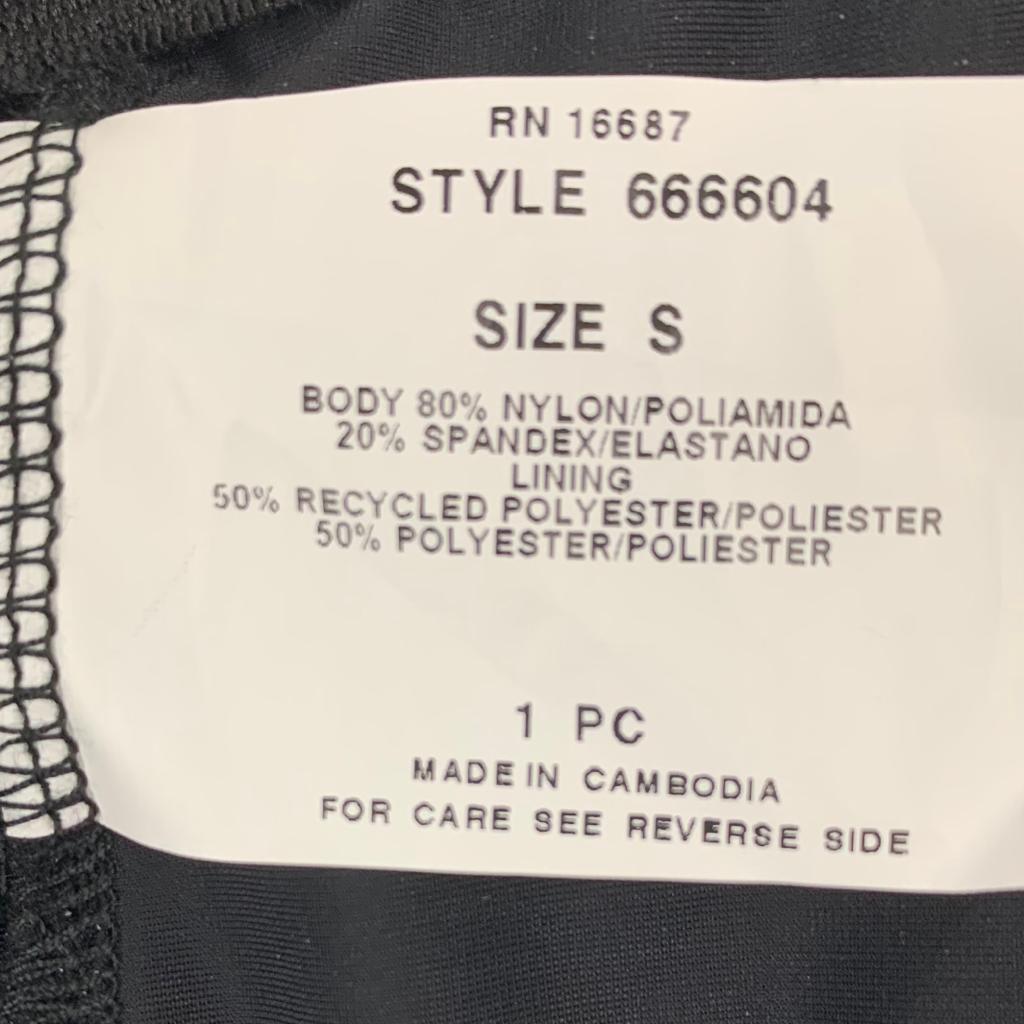 RN 16687
STYLE 666604
SIZE S
BODY 80% NYLON/POLIAMIDA
20% SPANDEX/ELASTANO
LINING
50% RECYCLED POLYESTER/POLIESTER
50% POLYESTER/POLIESTER
1 PC
MADE IN CAMBODIA
FOR CARE SEE REVERSE SIDE